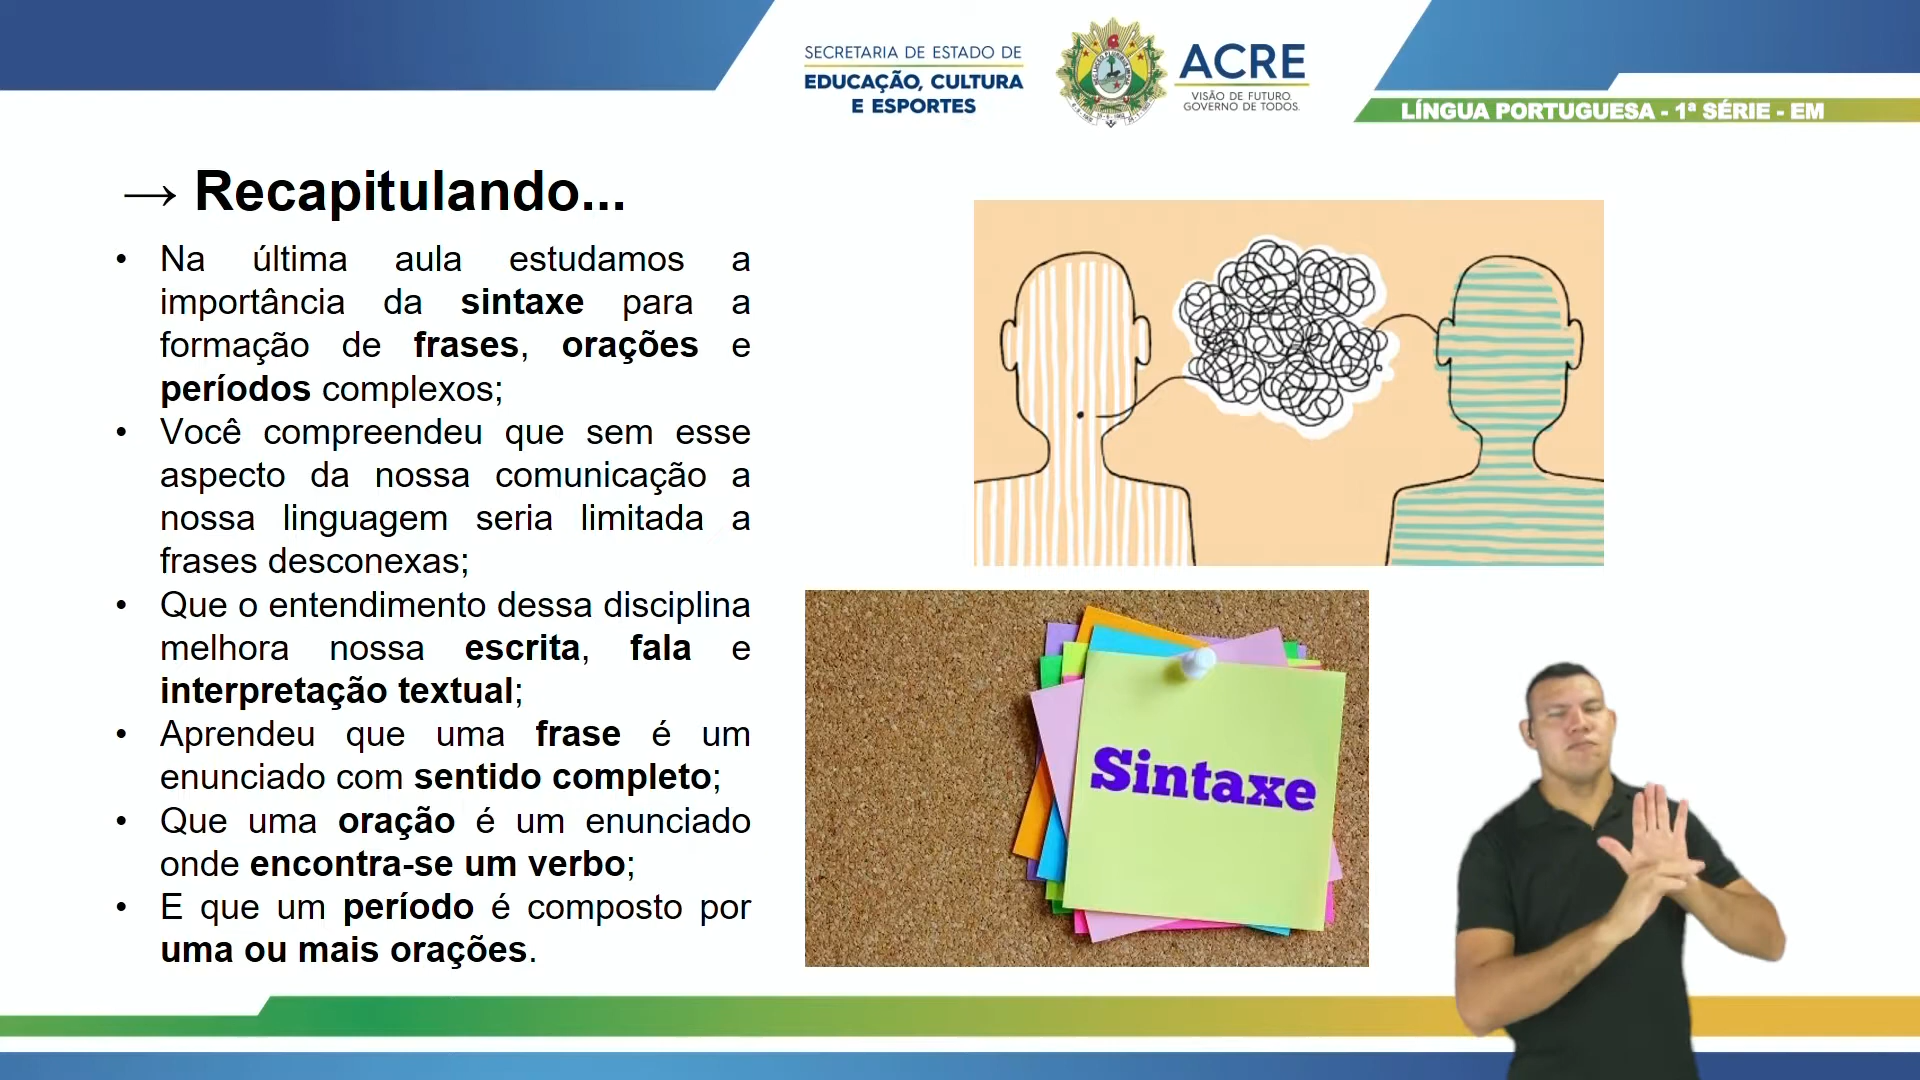 SECRETARIA DE ESTADO DE
EDUCAÇÃO, CULTURA
E ESPORTES
ACRE
VISÃO DE FUTURO.
GOVERNO DE TODOS.
LÍNGUA PORTUGUESA - 1ª SÉRIE - EM
→ Recapitulando...
• Na última aula estudamos a
importância da sintaxe para a
formação de frases, orações e
períodos complexos;
• Você compreendeu que sem esse
aspecto da nossa comunicação a
nossa linguagem seria limitada a
frases desconexas;
• Que o entendimento dessa disciplina
melhora nossa escrita, fala e
interpretação textual;
• Aprendeu que uma frase é um
enunciado com sentido completo;
• Que uma oração é um enunciado
onde encontra-se um verbo;
• E que um período é composto por
uma ou mais orações.
Sintaxe